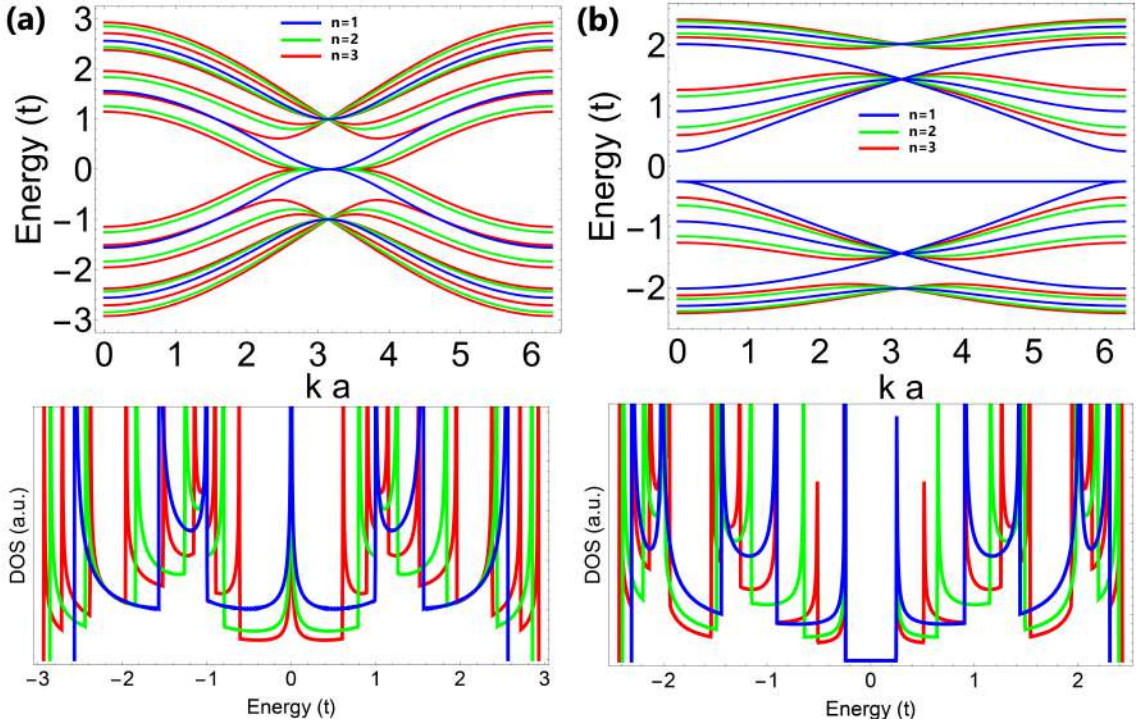 (a)
n=1
n=2
n=3
Energy (t)
3
2
1
0
−1
−2
−3
0 1 2 3 4 5 6
k a
(b)
n=1
n=2
n=3
Energy (t)
2
1
0
−1
−2
0 1 2 3 4 5 6
k a
DOS (a.u.)
−3 −2 −1 0 1 2 3
Energy (t)
DOS (a.u.)
−2 −1 0 1 2
Energy (t)